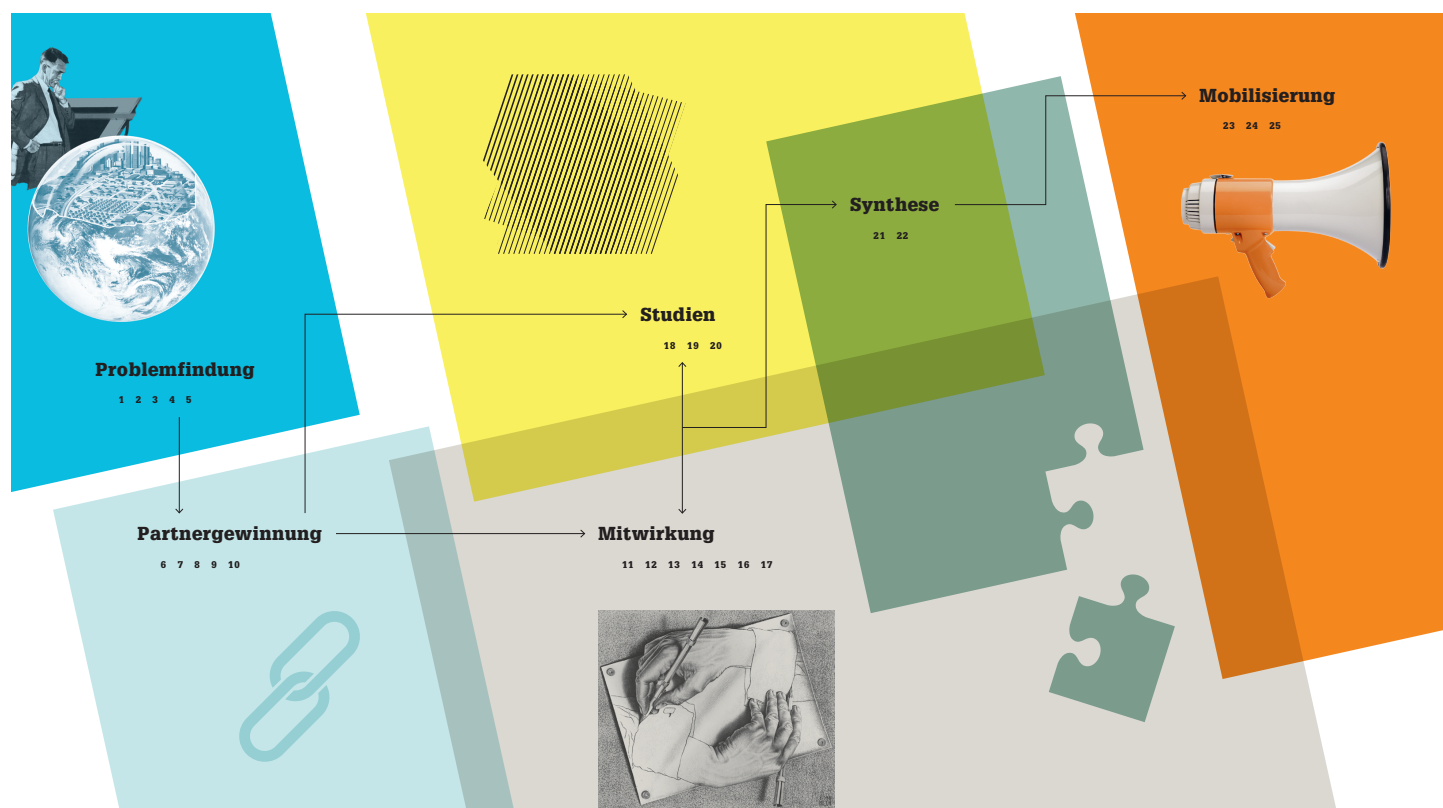 Problemfindung
1 2 3 4 5
Partnergewinnung
6 7 8 9 10
Mitwirkung
11 12 13 14 15 16 17
Studien
18 19 20
Synthese
21 22
Mobilisierung
23 24 25